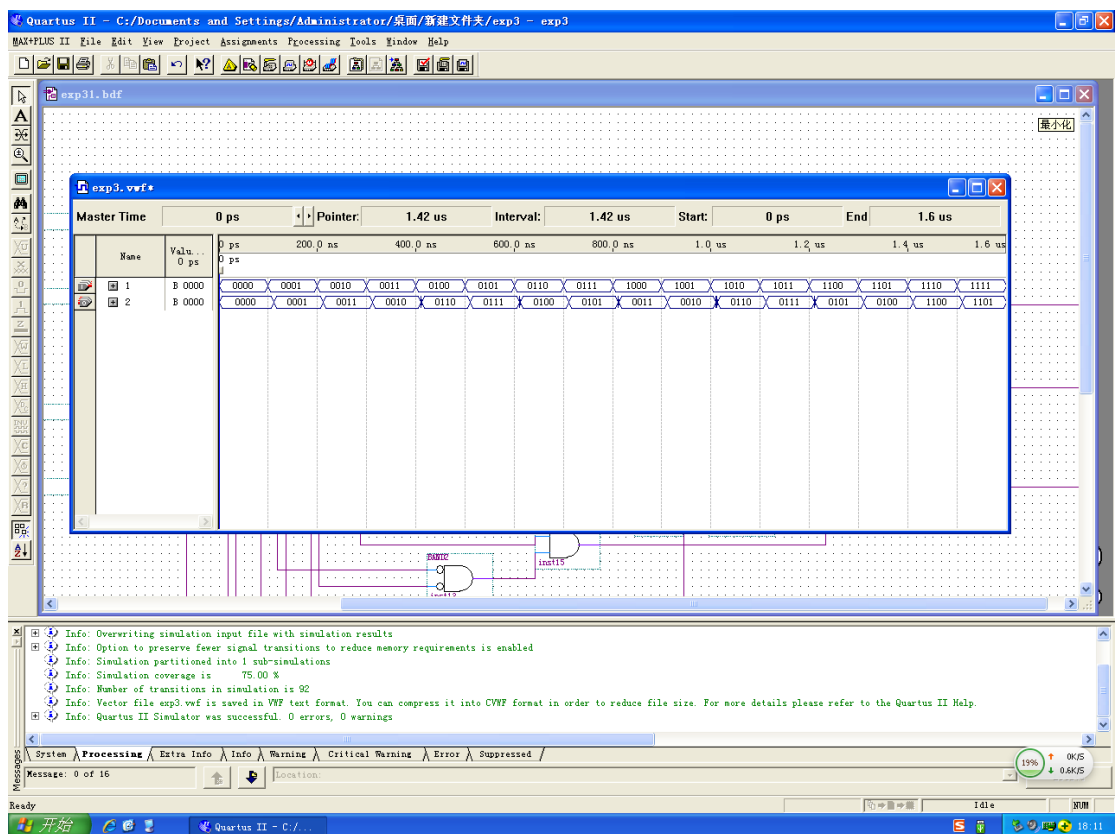 Quartus II - C:/Documents and Settings/Administrator/桌面/新建文件夹/exp3 - exp3
MAX+PLUS II File Edit View Project Assignments Processing Tools Window Help
exp31.bdf
最小化
exp3.vwf*
Master Time 0 ps Pointer: 1.42 us Interval: 1.42 us Start: 0 ps End 1.6 us
Name Valu... 0 ps
0 ps 200.0 ns 400.0 ns 600.0 ns 800.0 ns 1.0 us 1.2 us 1.4 us 1.6 us
0 ps
1 B 0000 0000 0001 0010 0011 0100 0101 0110 0111 1000 1001 1010 1011 1100 1101 1110 1111
2 B 0000 0000 0001 0011 0010 0110 0111 0100 0101 0011 0010 0110 0111 0101 0100 1100 1101
BAND2
inst15
Info: Overwriting simulation input file with simulation results
Info: Option to preserve fewer signal transitions to reduce memory requirements is enabled
Info: Simulation partitioned into 1 sub-simulations
Info: Simulation coverage is 75.00 %
Info: Number of transitions in simulation is 92
Info: Vector file exp3.vwf is saved in VWF text format. You can compress it into CVWF format in order to reduce file size. For more details please refer to the Quartus II Help.
Info: Quartus II Simulator was successful. 0 errors, 0 warnings
System Processing Extra Info Info Warning Critical Warning Error Suppressed
Messages
Message: 0 of 16 Location:
19% 0K/S
0.6K/S
Ready Idle NUM
开始 Quartus II - C:/... 18:11